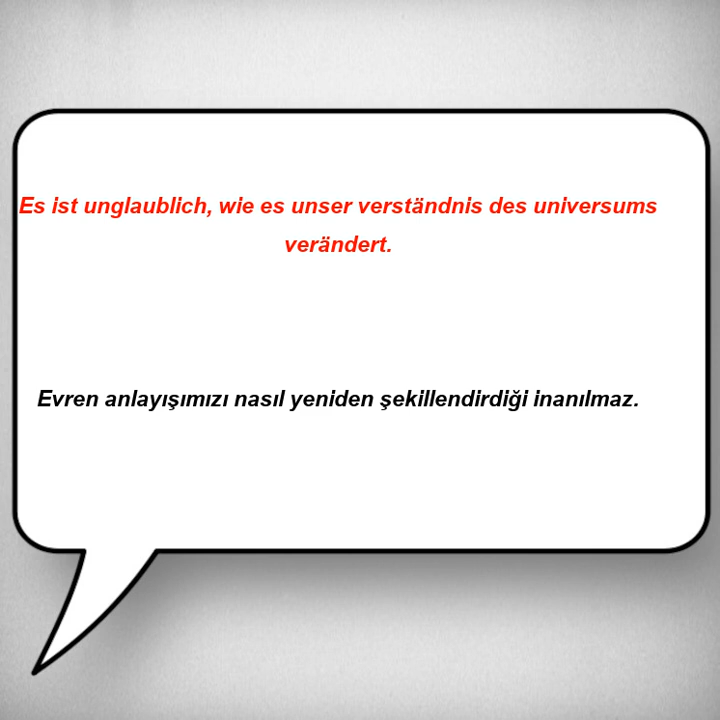 Es ist unglaublich, wie es unser verständnis des universums
verändert.
Evren anlayışımızı nasıl yeniden şekillendirdiği inanılmaz.